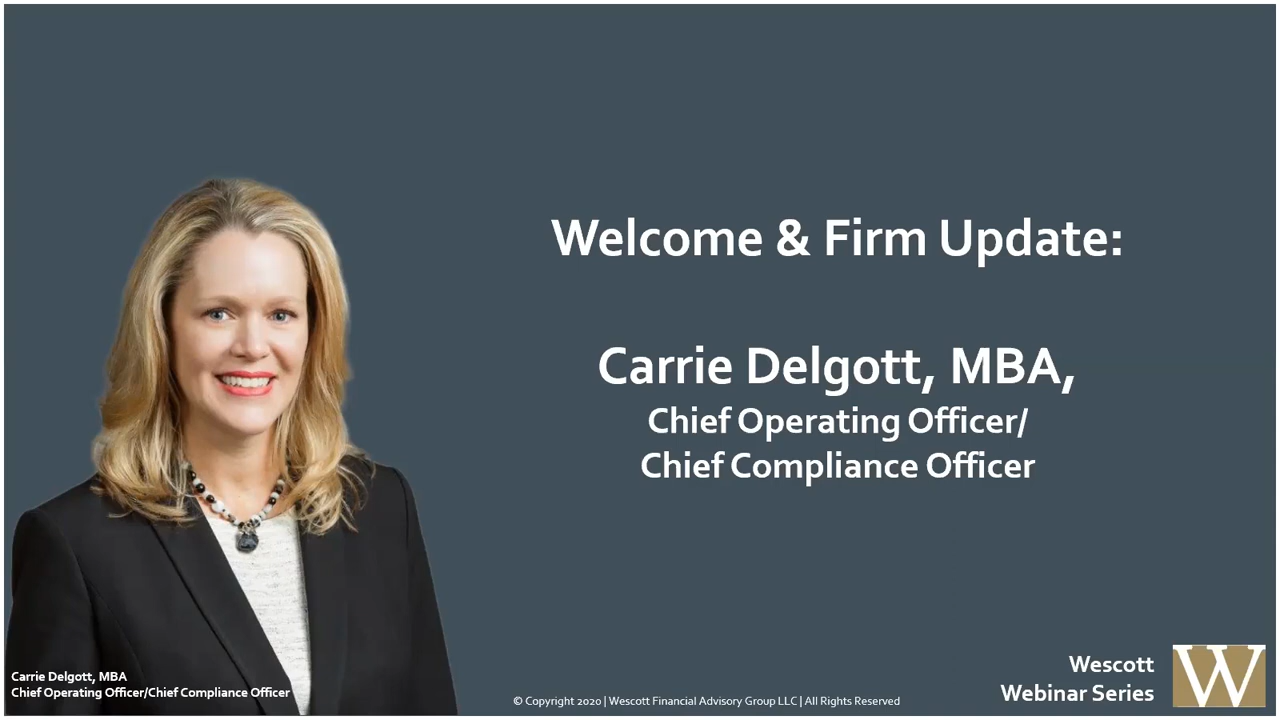 Welcome & Firm Update:
Carrie Delgott, MBA,
Chief Operating Officer/
Chief Compliance Officer
Carrie Delgott, MBA
Chief Operating Officer/Chief Compliance Officer
© Copyright 2020 | Wescott Financial Advisory Group LLC | All Rights Reserved
Wescott
Webinar Series
W